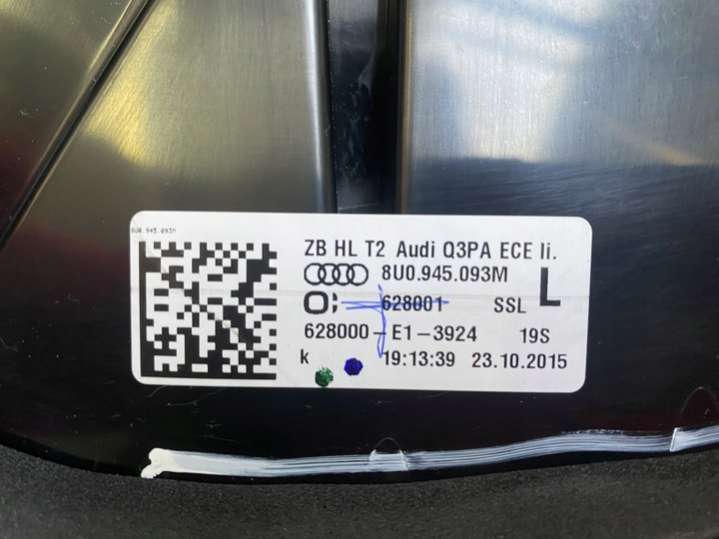 8U0.945.093M
ZB HL T2 Audi Q3PA ECE li.
8U0.945.093M L
O; 628001 SSL
628000-E1-3924 19S
k 19:13:39 23.10.2015